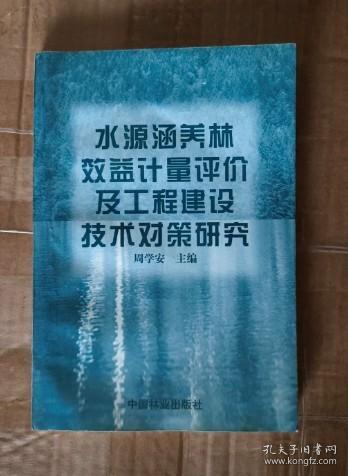 水源涵养林
效益计量评价
及工程建设
技术对策研究
周学安 主编
中国林业出版社
孔夫子旧书网
www.kongfz.com